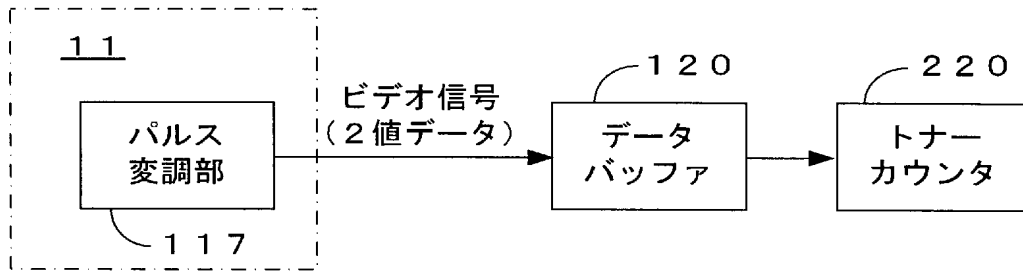 １１
パルス
変調部
１１７
ビデオ信号
（２値データ）
１２０
データ
バッファ
２２０
トナー
カウンタ